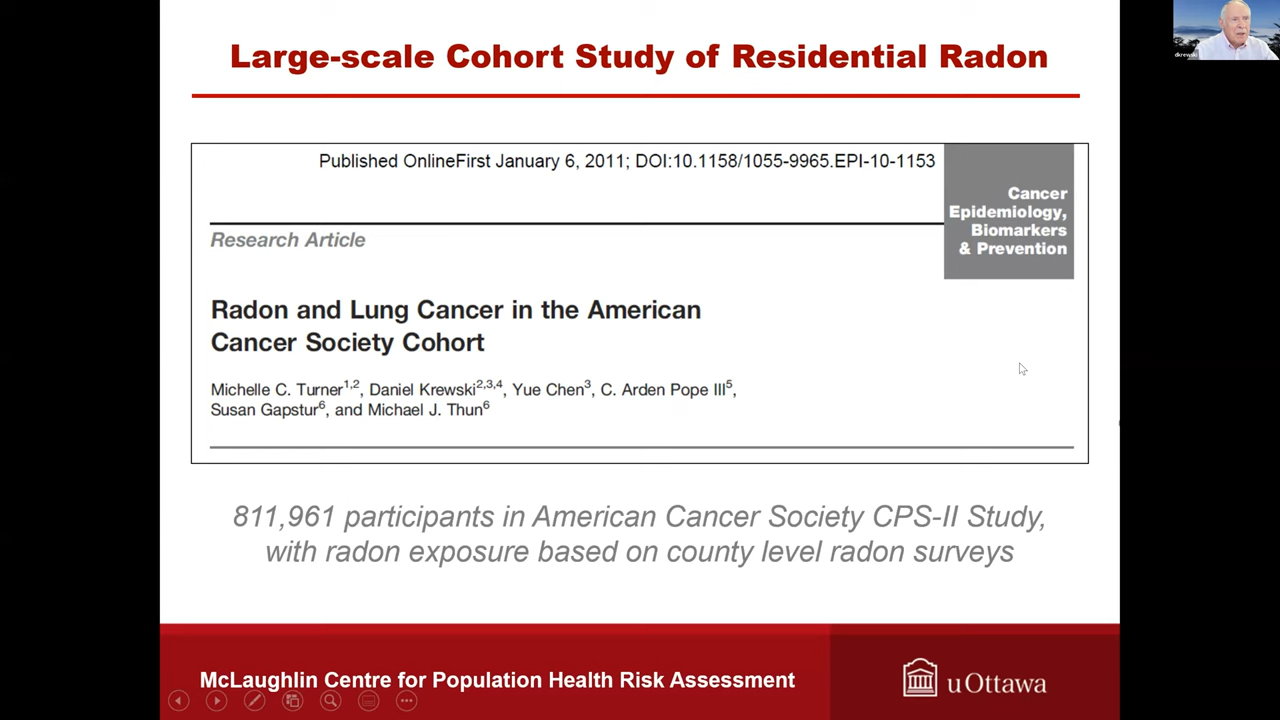 Large-scale Cohort Study of Residential Radon
Published OnlineFirst January 6, 2011; DOI:10.1158/1055-9965.EPI-10-1153
Cancer
Epidemiology,
Biomarkers
& Prevention
Research Article
Radon and Lung Cancer in the American
Cancer Society Cohort
Michelle C. Turner1,2, Daniel Krewski2,3,4, Yue Chen3, C. Arden Pope III5,
Susan Gapstur6, and Michael J. Thun6
811,961 participants in American Cancer Society CPS-II Study,
with radon exposure based on county level radon surveys
McLaughlin Centre for Population Health Risk Assessment
uOttawa